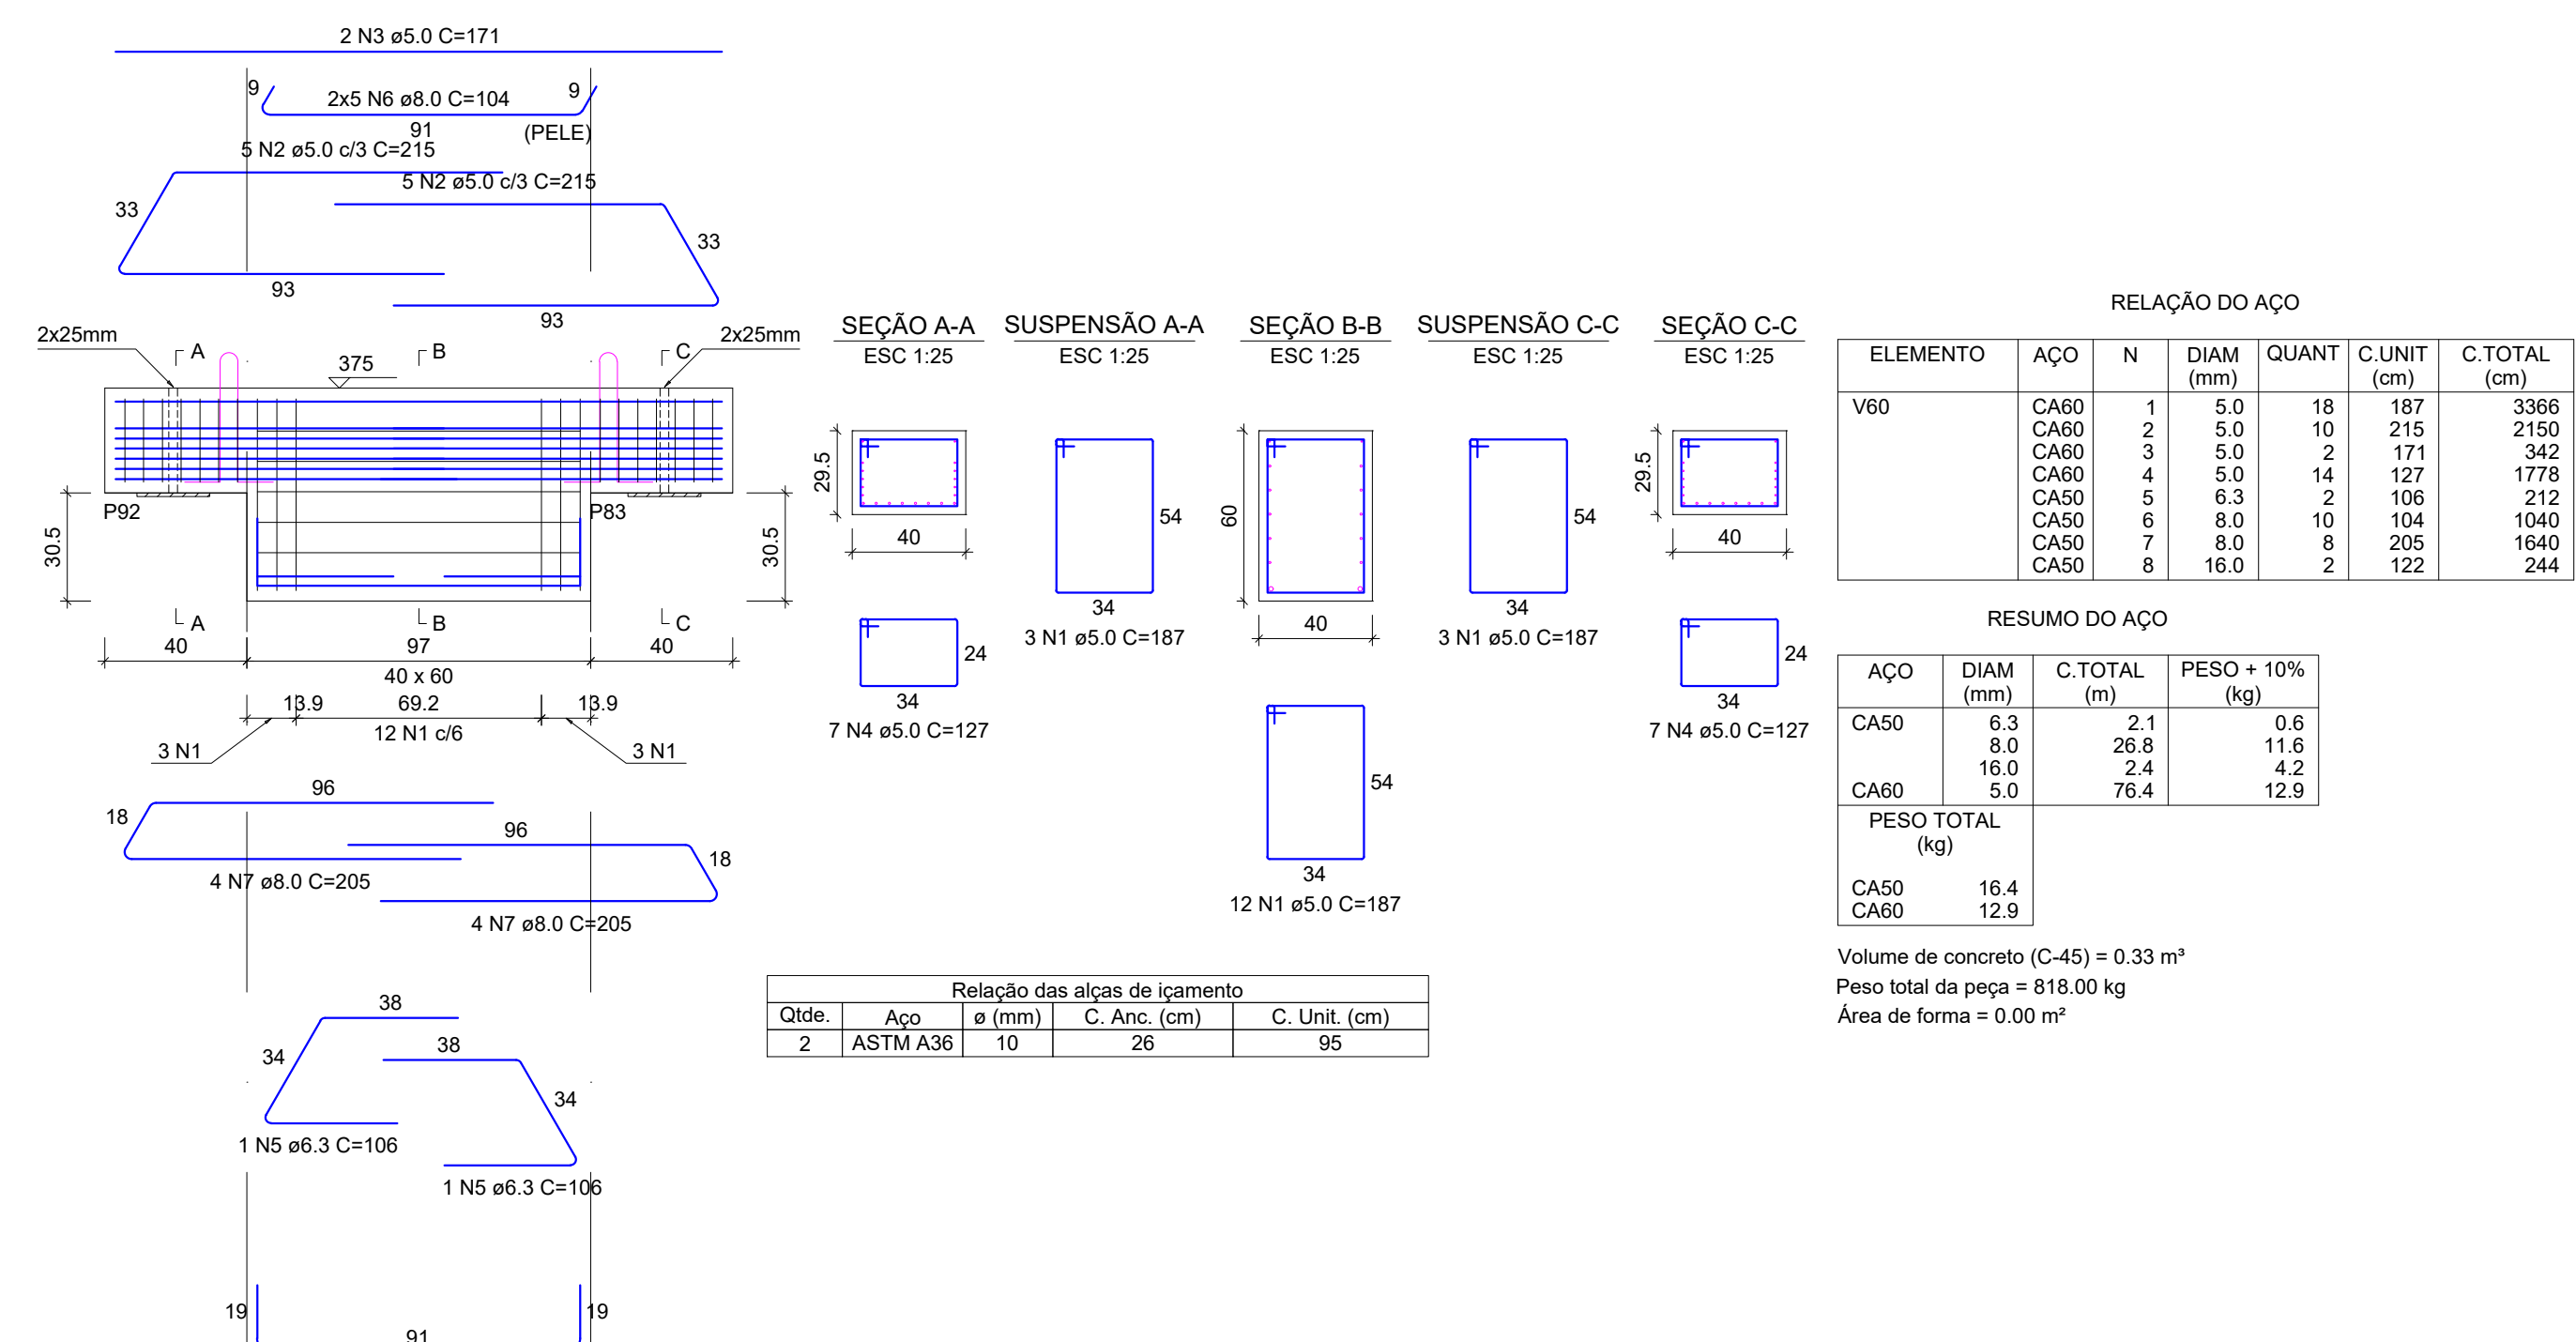 2 N3 ø5.0 C=171
9
2x5 N6 ø8.0 C=104
9
91
(PELE)
5 N2 ø5.0 c/3 C=215
5 N2 ø5.0 c/3 C=215
33
33
93
93
2x25mm
A
B
C
2x25mm
375
P92
P83
30.5
30.5
A
B
C
40
97
40
40 x 60
13.9
69.2
13.9
12 N1 c/6
3 N1
3 N1
96
18
96
18
4 N7 ø8.0 C=205
4 N7 ø8.0 C=205
38
34
38
34
1 N5 ø6.3 C=106
1 N5 ø6.3 C=106
19
19
91
SEÇÃO A-A
ESC 1:25
29.5
40
24
34
7 N4 ø5.0 C=127
SUSPENSÃO A-A
ESC 1:25
54
34
3 N1 ø5.0 C=187
SEÇÃO B-B
ESC 1:25
60
40
54
34
12 N1 ø5.0 C=187
SUSPENSÃO C-C
ESC 1:25
54
34
3 N1 ø5.0 C=187
SEÇÃO C-C
ESC 1:25
29.5
40
24
34
7 N4 ø5.0 C=127
Relação das alças de içamento
Qtde. Aço ø (mm) C. Anc. (cm) C. Unit. (cm)
2 ASTM A36 10 26 95
RELAÇÃO DO AÇO
ELEMENTO AÇO N DIAM QUANT C.UNIT C.TOTAL
(mm) (cm) (cm)
V60 CA60 1 5.0 18 187 3366
CA60 2 5.0 10 215 2150
CA60 3 5.0 2 171 342
CA60 4 5.0 14 127 1778
CA50 5 6.3 2 106 212
CA50 6 8.0 10 104 1040
CA50 7 8.0 8 205 1640
CA50 8 16.0 2 122 244
RESUMO DO AÇO
AÇO DIAM C.TOTAL PESO + 10%
(mm) (m) (kg)
CA50 6.3 2.1 0.6
8.0 26.8 11.6
16.0 2.4 4.2
CA60 5.0 76.4 12.9
PESO TOTAL
(kg)
CA50 16.4
CA60 12.9
Volume de concreto (C-45) = 0.33 m³
Peso total da peça = 818.00 kg
Área de forma = 0.00 m²